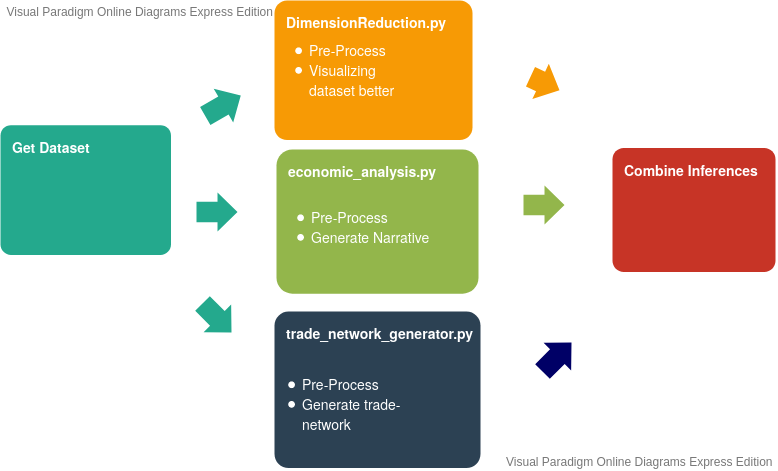 Visual Paradigm Online Diagrams Express Edition
DimensionReduction.py
● Pre-Process
● Visualizing
dataset better
Get Dataset
economic_analysis.py
● Pre-Process
● Generate Narrative
Combine Inferences
trade_network_generator.py
● Pre-Process
● Generate trade-
network
Visual Paradigm Online Diagrams Express Edition